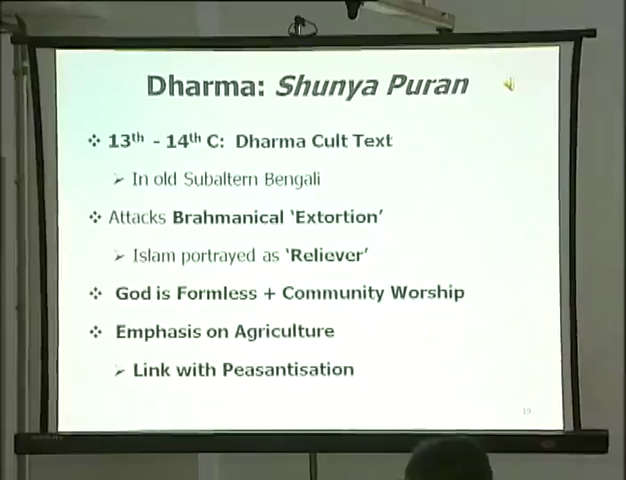 Dharma: Shunya Puran
❖ 13th - 14th C: Dharma Cult Text
➢ In old Subaltern Bengali
❖ Attacks Brahmanical ‘Extortion’
➢ Islam portrayed as ‘Reliever’
❖ God is Formless + Community Worship
❖ Emphasis on Agriculture
➢ Link with Peasantisation
19